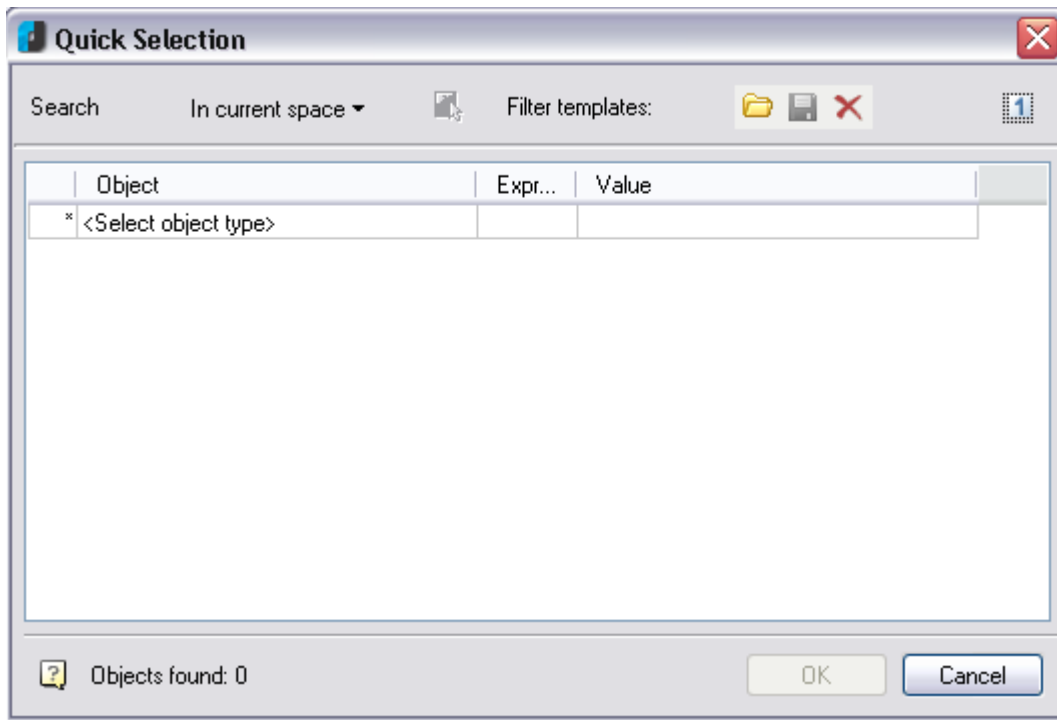 Quick Selection
Search In current space Filter templates: 1
Object Expr... Value
* <Select object type>
? Objects found: 0 OK Cancel